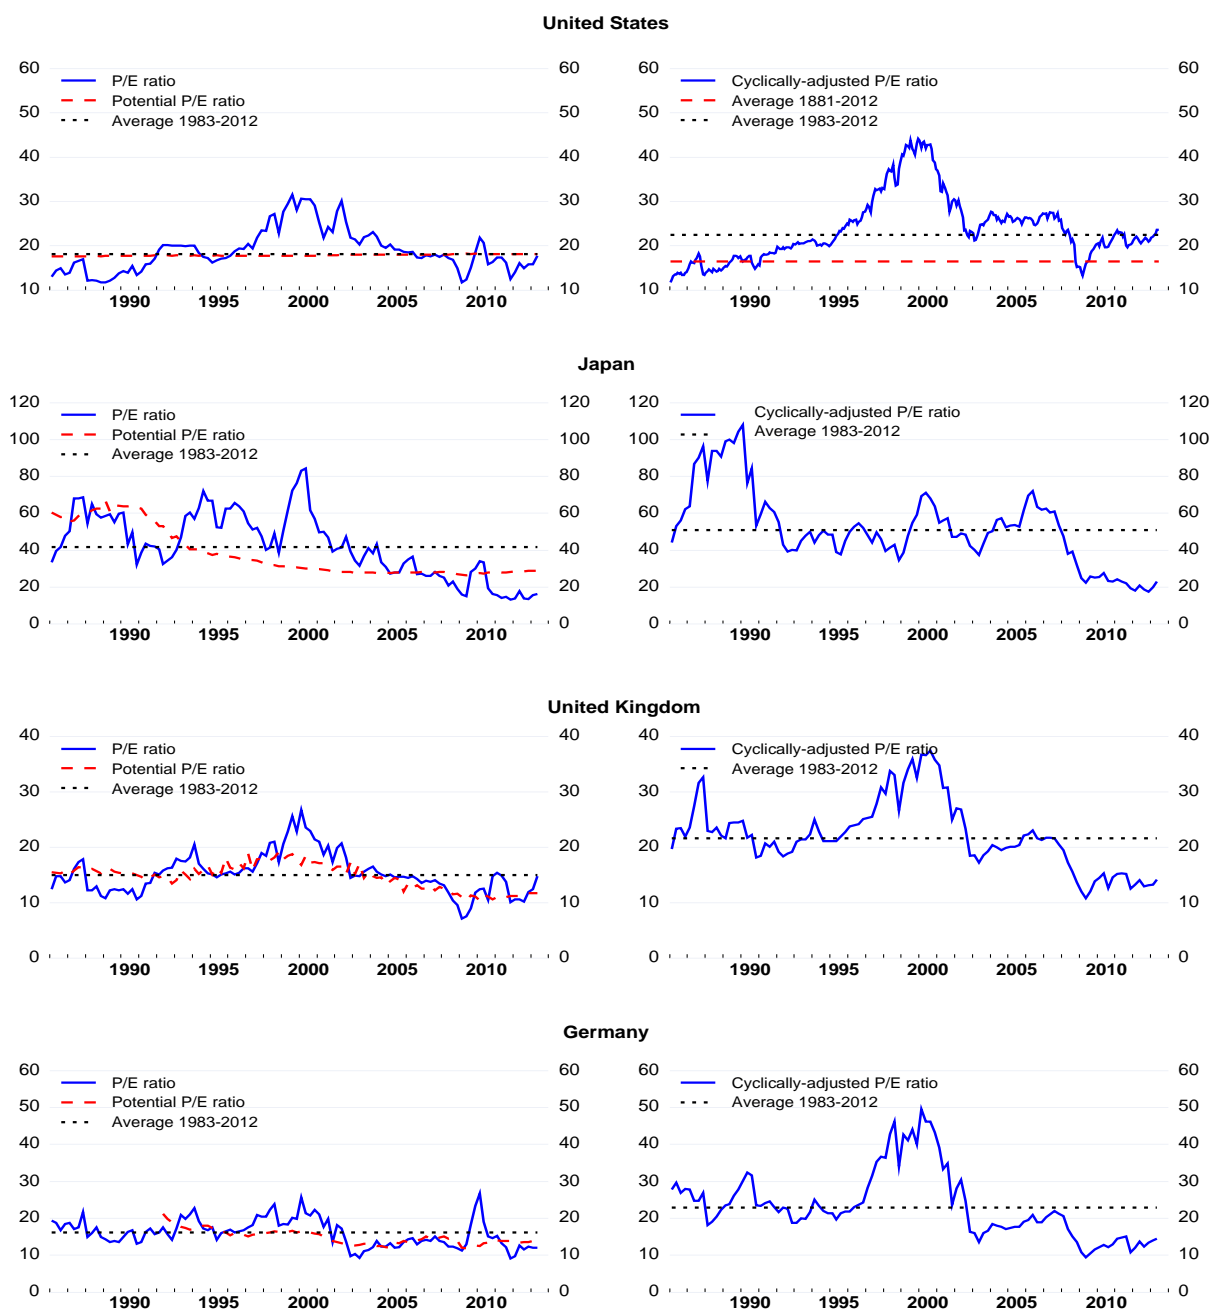 United States
60 60 60 60
P/E ratio Cyclically-adjusted P/E ratio
Potential P/E ratio Average 1881-2012
50 50 50 50
Average 1983-2012 Average 1983-2012
40 40 40 40
30 30 30 30
20 20 20 20
10 10 10 10
1990 1995 2000 2005 2010 1990 1995 2000 2005 2010
Japan
120 120 120 120
P/E ratio Cyclically-adjusted P/E ratio
Potential P/E ratio Average 1983-2012
100 100 100 100
Average 1983-2012
80 80 80 80
60 60 60 60
40 40 40 40
20 20 20 20
0 0 0 0
1990 1995 2000 2005 2010 1990 1995 2000 2005 2010
United Kingdom
40 40 40 40
P/E ratio Cyclically-adjusted P/E ratio
Potential P/E ratio Average 1983-2012
Average 1983-2012
30 30 30 30
20 20 20 20
10 10 10 10
0 0 0 0
1990 1995 2000 2005 2010 1990 1995 2000 2005 2010
Germany
60 60 60 60
P/E ratio Cyclically-adjusted P/E ratio
Potential P/E ratio Average 1983-2012
50 50 50 50
Average 1983-2012
40 40 40 40
30 30 30 30
20 20 20 20
10 10 10 10
0 0 0 0
1990 1995 2000 2005 2010 1990 1995 2000 2005 2010